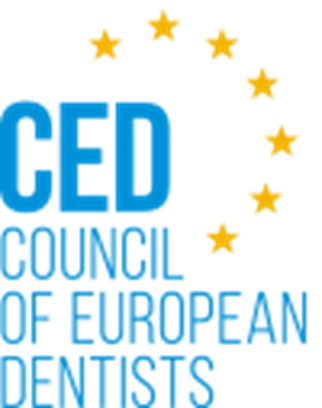 CED
COUNCIL
OF EUROPEAN
DENTISTS